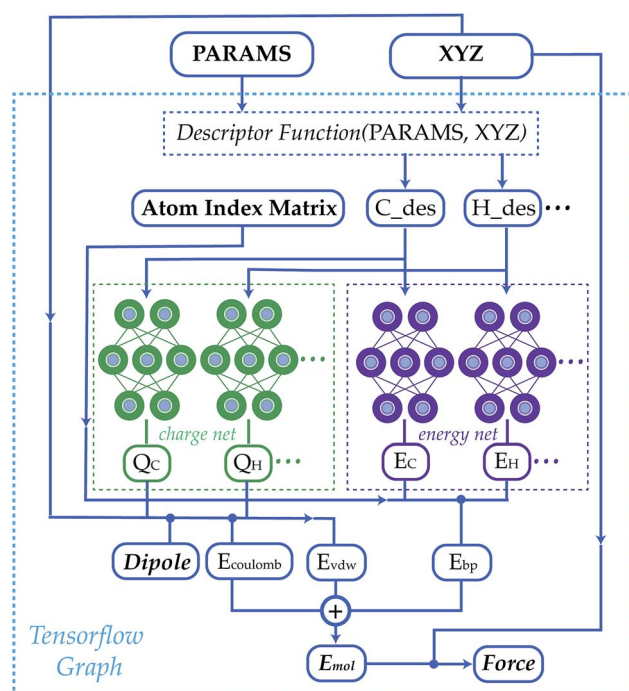 PARAMS
XYZ
Descriptor Function(PARAMS, XYZ)
Atom Index Matrix
C_des
H_des
...
...
...
charge net
energy net
QC
QH
...
EC
EH
...
Dipole
Ecoulomb
Evdw
Ebp
+
Tensorflow
Graph
Emol
Force